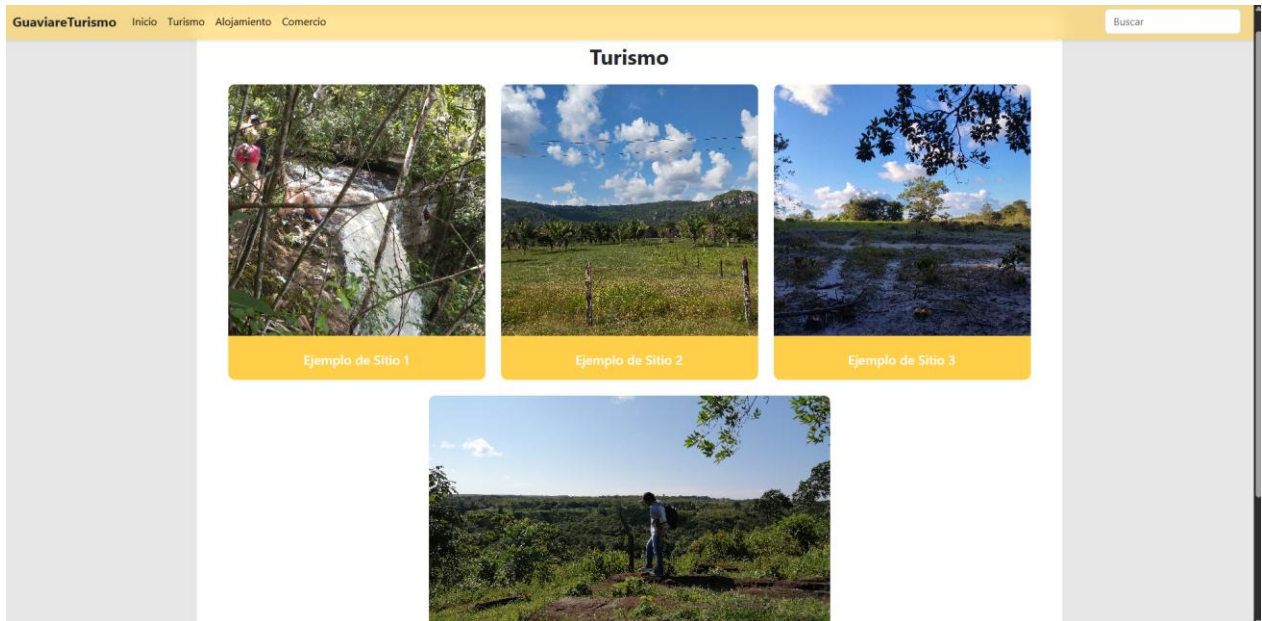 GuaviareTurismo Inicio Turismo Alojamiento Comercio Buscar
Turismo
Ejemplo de Sitio 1 Ejemplo de Sitio 2 Ejemplo de Sitio 3